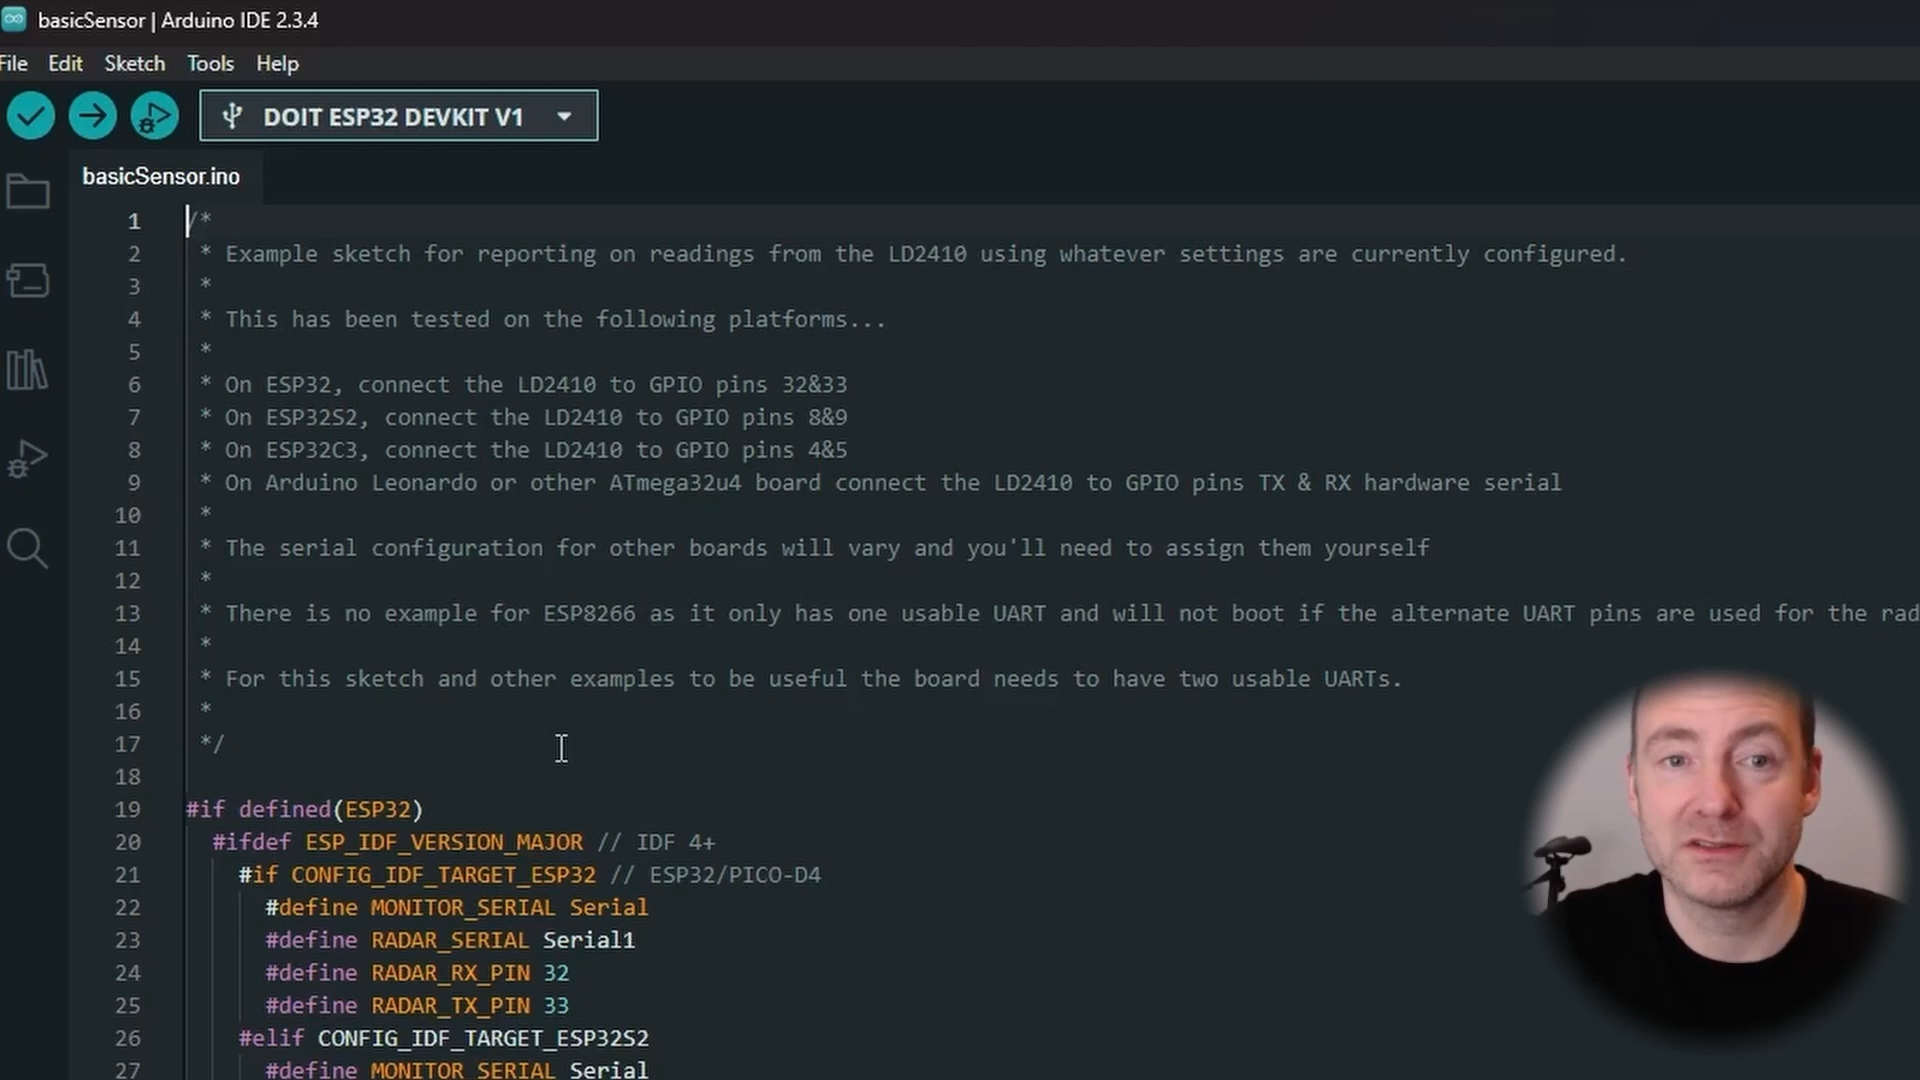 basicSensor | Arduino IDE 2.3.4
File Edit Sketch Tools Help
DOIT ESP32 DEVKIT V1
basicSensor.ino
1 /*
2 * Example sketch for reporting on readings from the LD2410 using whatever settings are currently configured.
3 *
4 * This has been tested on the following platforms...
5 *
6 * On ESP32, connect the LD2410 to GPIO pins 32&33
7 * On ESP32S2, connect the LD2410 to GPIO pins 8&9
8 * On ESP32C3, connect the LD2410 to GPIO pins 4&5
9 * On Arduino Leonardo or other ATmega32u4 board connect the LD2410 to GPIO pins TX & RX hardware serial
10 *
11 * The serial configuration for other boards will vary and you'll need to assign them yourself
12 *
13 * There is no example for ESP8266 as it only has one usable UART and will not boot if the alternate UART pins are used for the rad
14 *
15 * For this sketch and other examples to be useful the board needs to have two usable UARTs.
16 *
17 */
18
19 #if defined(ESP32)
20 #ifdef ESP_IDF_VERSION_MAJOR // IDF 4+
21 #if CONFIG_IDF_TARGET_ESP32 // ESP32/PICO-D4
22 #define MONITOR_SERIAL Serial
23 #define RADAR_SERIAL Serial1
24 #define RADAR_RX_PIN 32
25 #define RADAR_TX_PIN 33
26 #elif CONFIG_IDF_TARGET_ESP32S2
27 #define MONITOR_SERIAL Serial